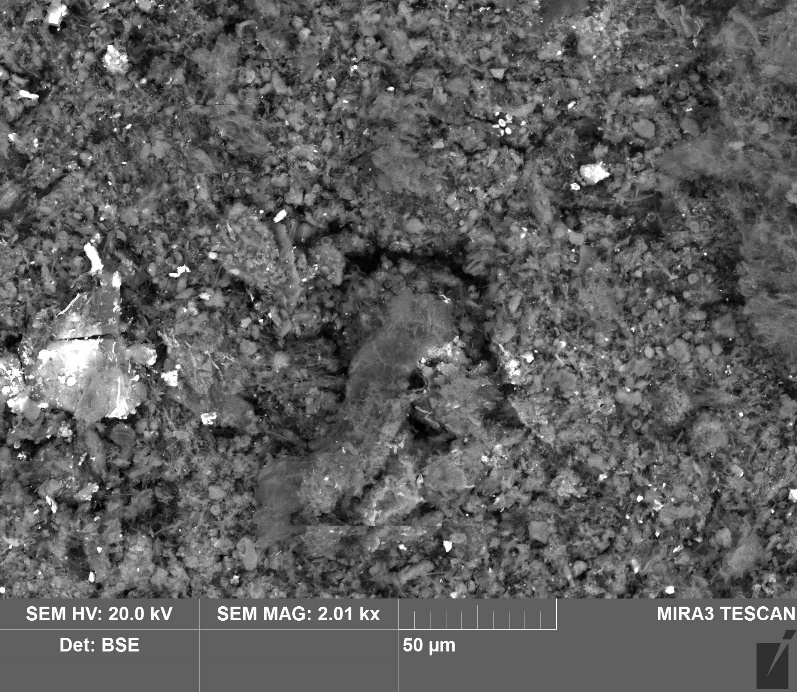 SEM HV: 20.0 kV
SEM MAG: 2.01 kx
MIRA3 TESCAN
Det: BSE
50 µm